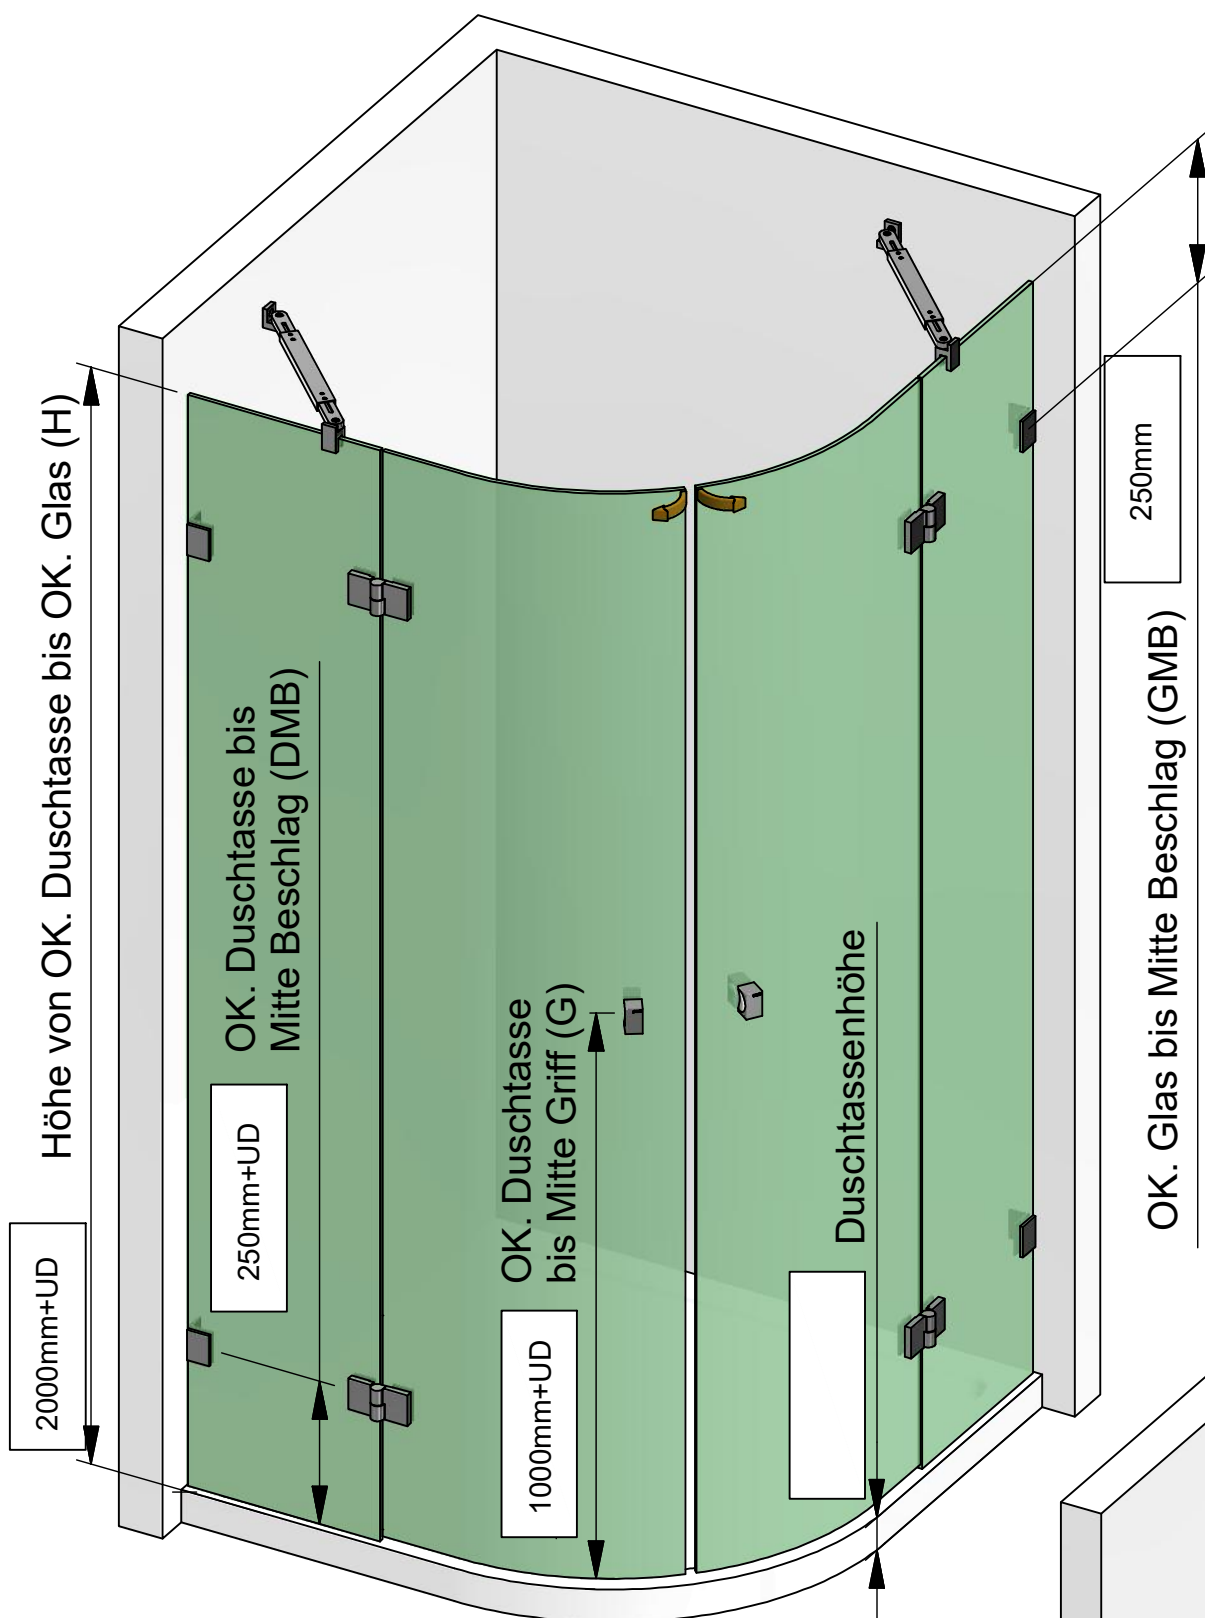 Höhe von OK. Duschtasse bis OK. Glas (H)
2000mm+UD
OK. Duschtasse bis
Mitte Beschlag (DMB)
250mm+UD
OK. Duschtasse
bis Mitte Griff (G)
1000mm+UD
Duschtassenhöhe
250mm
OK. Glas bis Mitte Beschlag (GMB)